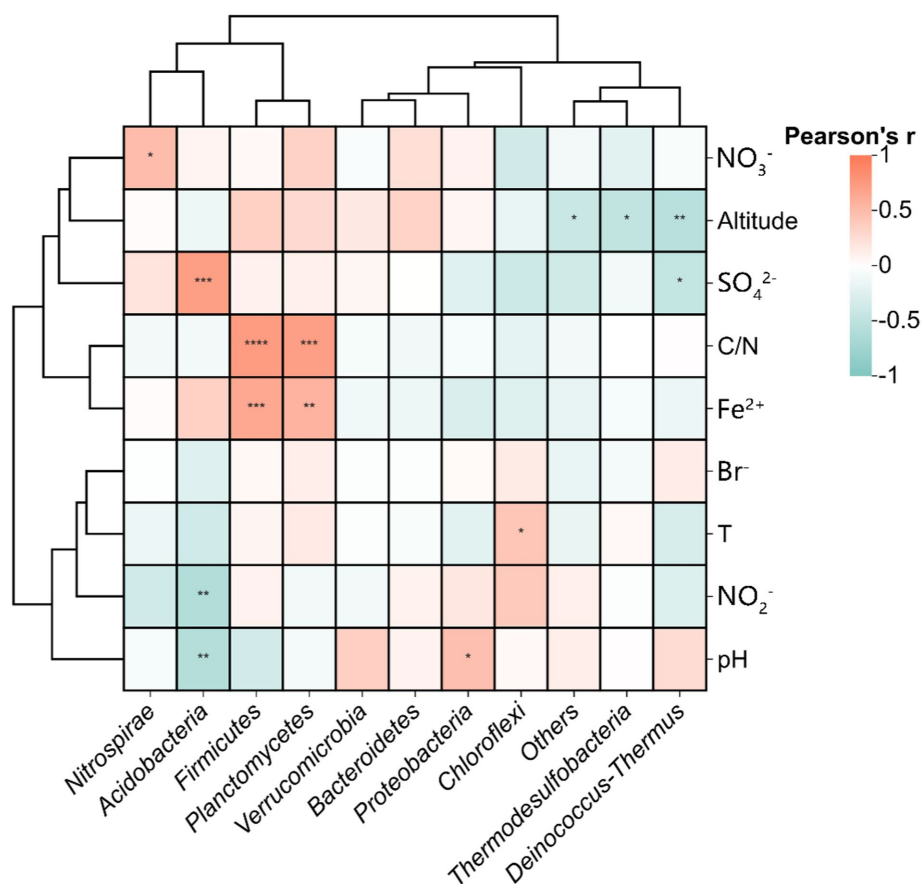 Pearson's r
1
0.5
0
-0.5
-1
* NO₃⁻
* * ** Altitude
*** * SO₄²⁻
**** *** C/N
*** ** Fe²⁺
Br⁻
* T
** NO₂⁻
** * pH
Nitrospirae
Acidobacteria
Firmicutes
Planctomycetes
Verrucomicrobia
Bacteroidetes
Proteobacteria
Chloroflexi
Others
Thermodesulfobacteria
Deinococcus-Thermus